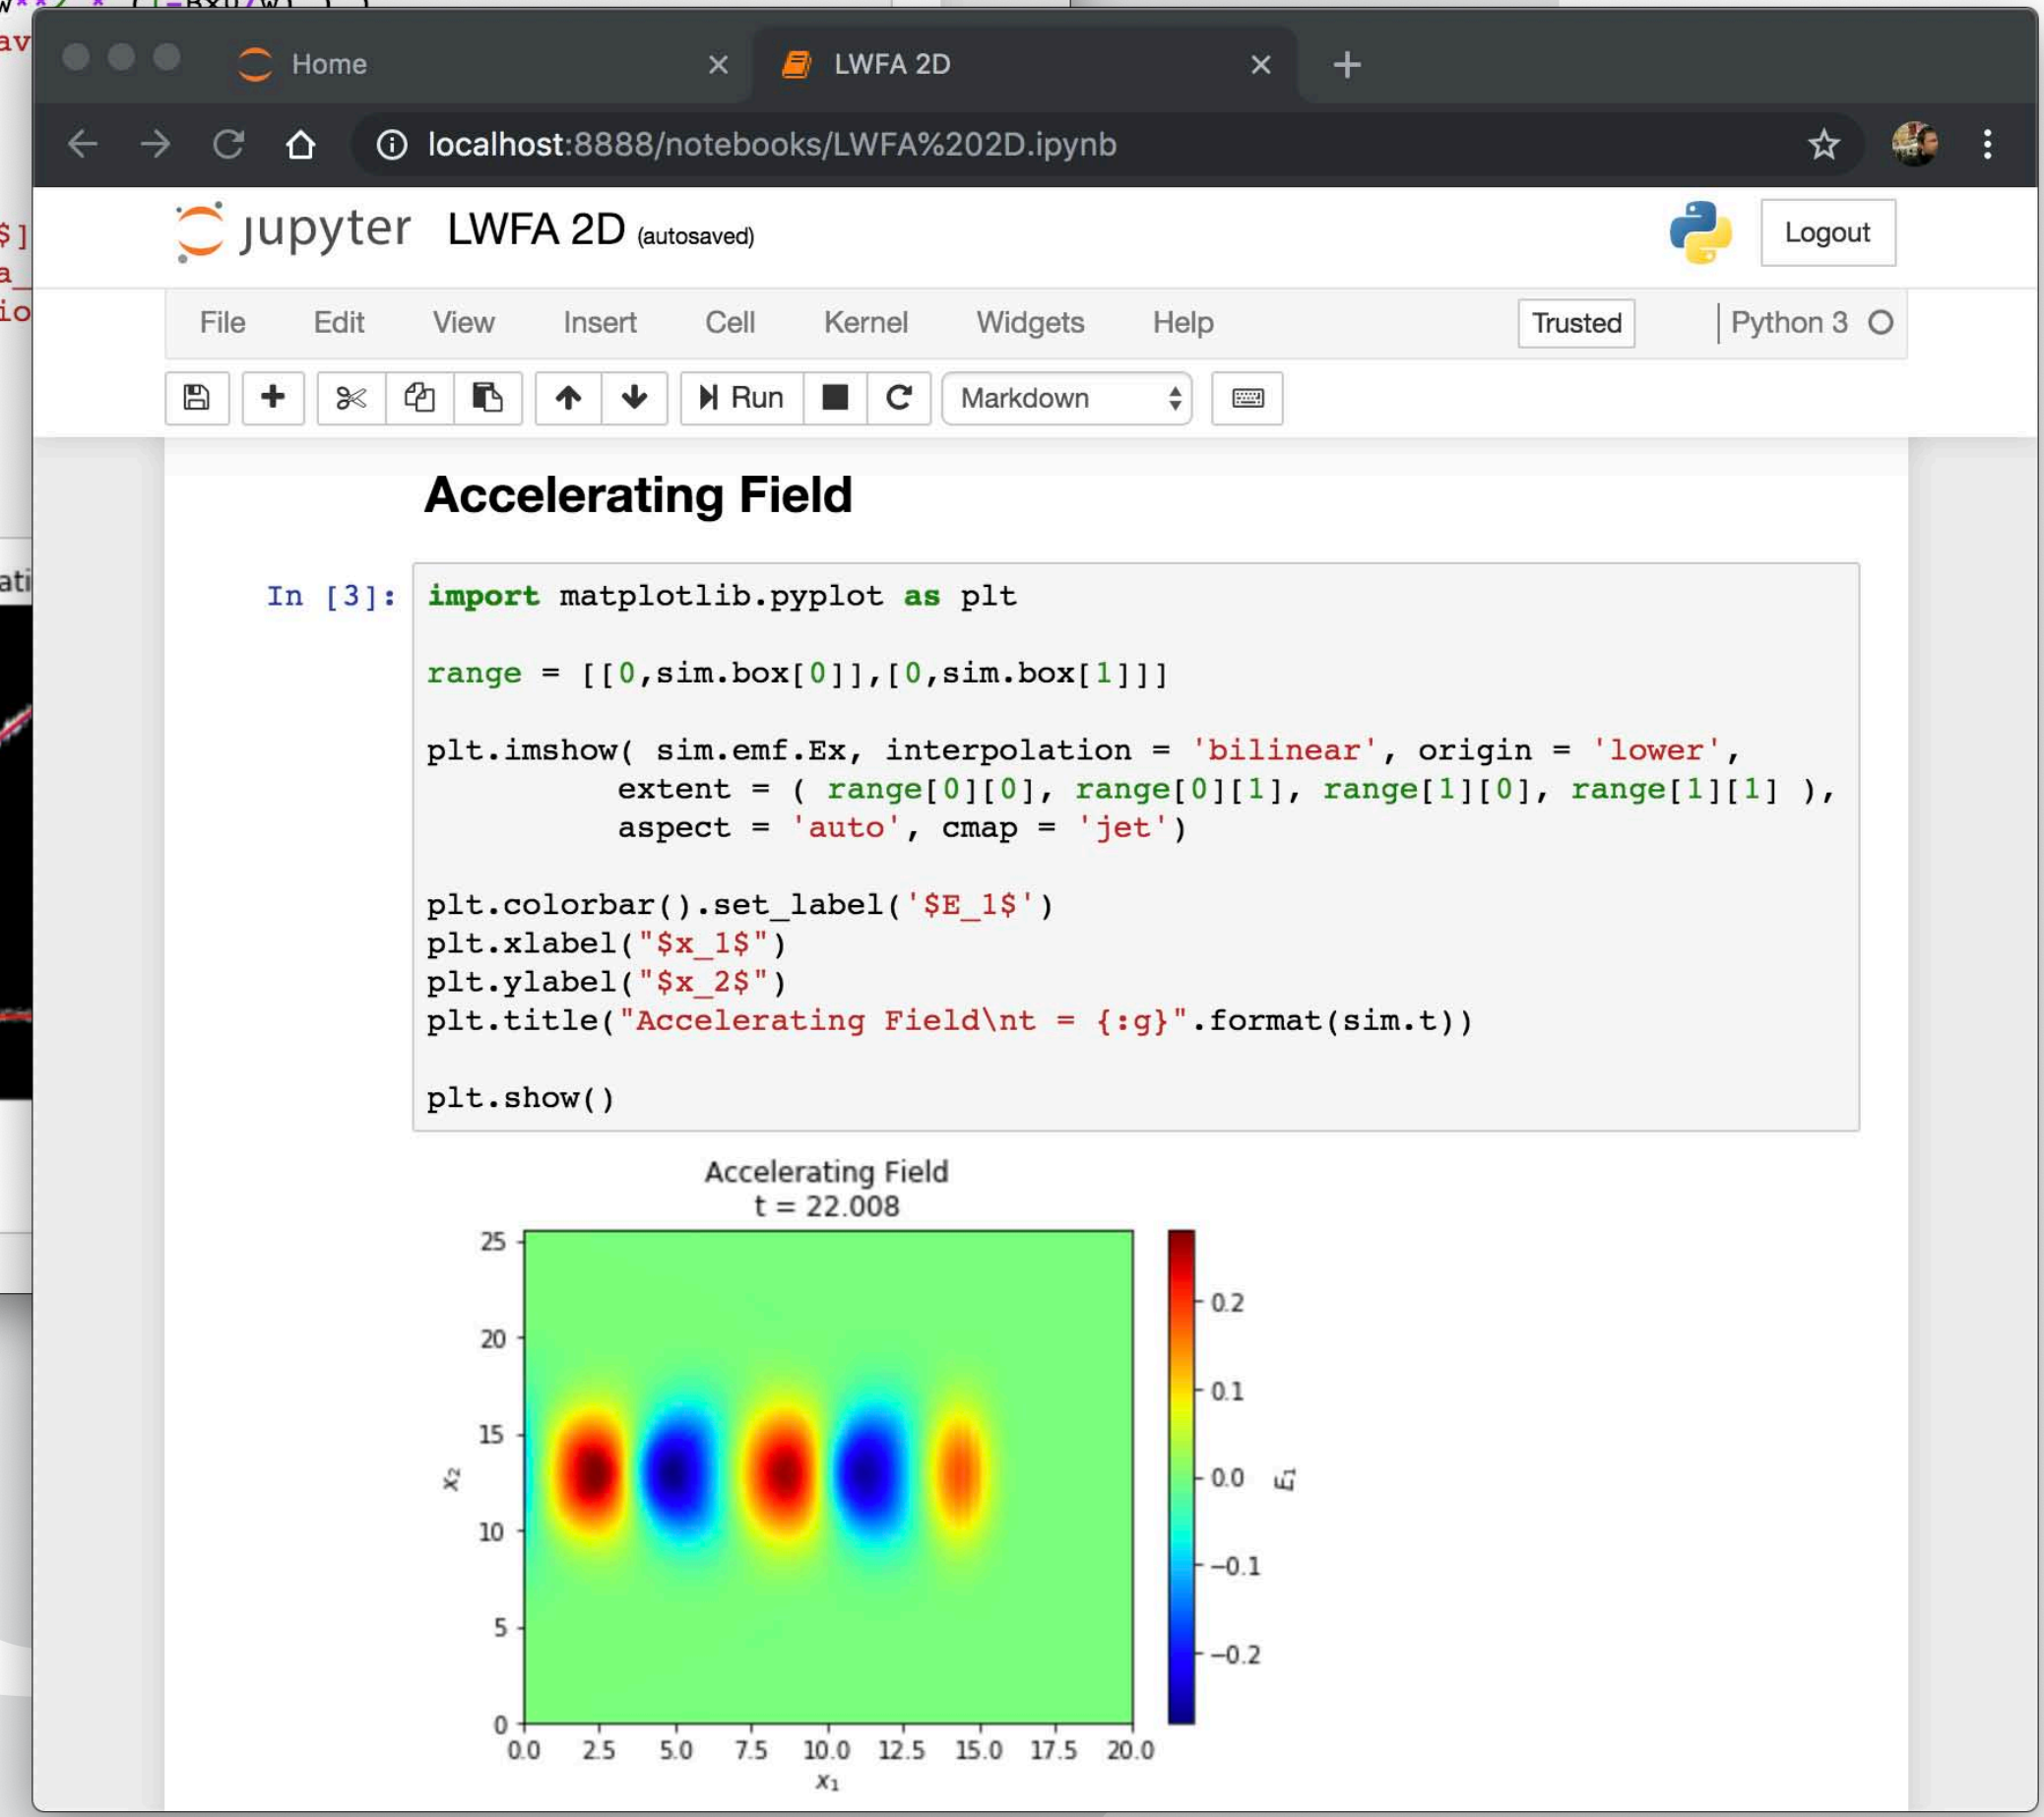 Home
LWFA 2D
localhost:8888/notebooks/LWFA%202D.ipynb
jupyter LWFA 2D (autosaved)
Logout
File Edit View Insert Cell Kernel Widgets Help Trusted Python 3
Run Markdown
Accelerating Field
In [3]: import matplotlib.pyplot as plt
range = [[0,sim.box[0]],[0,sim.box[1]]]
plt.imshow( sim.emf.Ex, interpolation = 'bilinear', origin = 'lower',
extent = ( range[0][0], range[0][1], range[1][0], range[1][1] ),
aspect = 'auto', cmap = 'jet')
plt.colorbar().set_label('$E_1$')
plt.xlabel("$x_1$")
plt.ylabel("$x_2$")
plt.title("Accelerating Field\nt = {:g}".format(sim.t))
plt.show()
Accelerating Field
t = 22.008
25
20
15
10
5
0
x₂
0.0 2.5 5.0 7.5 10.0 12.5 15.0 17.5 20.0
x₁
0.2
0.1
0.0
−0.1
−0.2
E₁